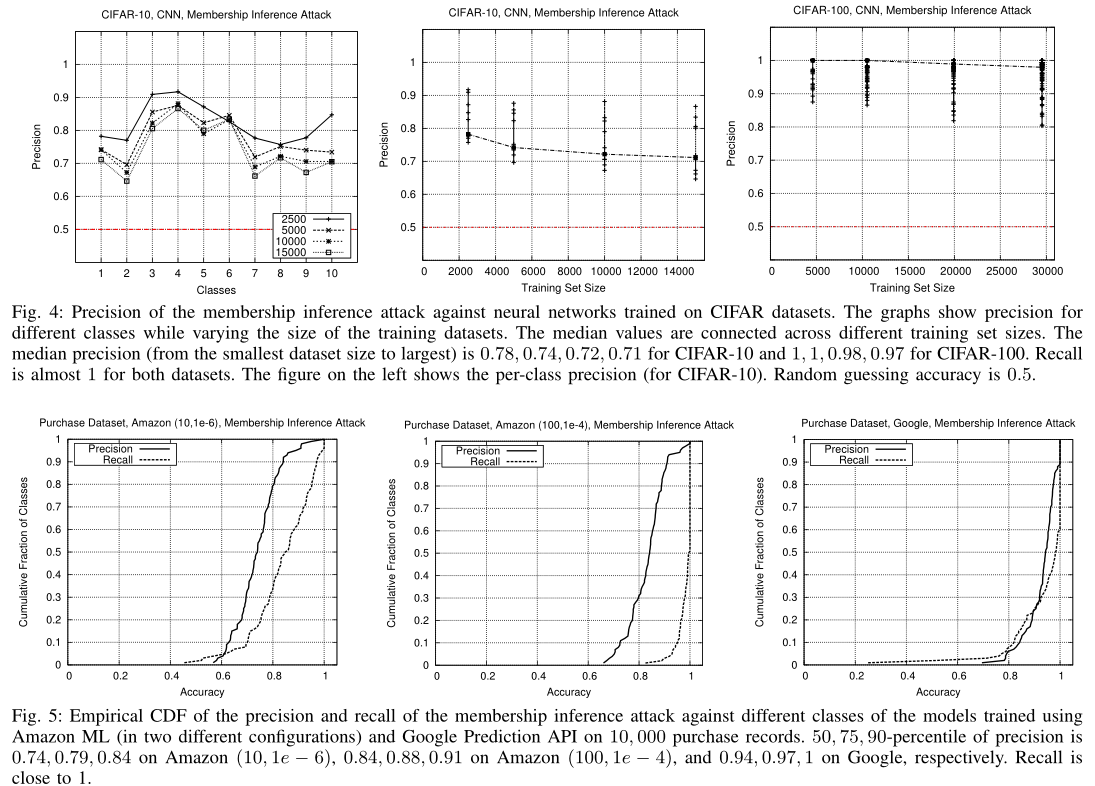 CIFAR-10, CNN, Membership Inference Attack
Precision
1
0.9
0.8
0.7
0.6
0.5
2500
5000
10000
15000
1 2 3 4 5 6 7 8 9 10
Classes
CIFAR-10, CNN, Membership Inference Attack
Precision
1
0.9
0.8
0.7
0.6
0.5
0 2000 4000 6000 8000 10000 12000 14000
Training Set Size
CIFAR-100, CNN, Membership Inference Attack
Precision
1
0.9
0.8
0.7
0.6
0.5
0 5000 10000 15000 20000 25000 30000
Training Set Size
Fig. 4: Precision of the membership inference attack against neural networks trained on CIFAR datasets. The graphs show precision for
different classes while varying the size of the training datasets. The median values are connected across different training set sizes. The
median precision (from the smallest dataset size to largest) is 0.78, 0.74, 0.72, 0.71 for CIFAR-10 and 1, 1, 0.98, 0.97 for CIFAR-100. Recall
is almost 1 for both datasets. The figure on the left shows the per-class precision (for CIFAR-10). Random guessing accuracy is 0.5.
Purchase Dataset, Amazon (10,1e-6), Membership Inference Attack
Cumulative Fraction of Classes
1
0.9
0.8
0.7
0.6
0.5
0.4
0.3
0.2
0.1
0
Precision
Recall
0 0.2 0.4 0.6 0.8 1
Accuracy
Purchase Dataset, Amazon (100,1e-4), Membership Inference Attack
Cumulative Fraction of Classes
1
0.9
0.8
0.7
0.6
0.5
0.4
0.3
0.2
0.1
0
Precision
Recall
0 0.2 0.4 0.6 0.8 1
Accuracy
Purchase Dataset, Google, Membership Inference Attack
Cumulative Fraction of Classes
1
0.9
0.8
0.7
0.6
0.5
0.4
0.3
0.2
0.1
0
Precision
Recall
0 0.2 0.4 0.6 0.8 1
Accuracy
Fig. 5: Empirical CDF of the precision and recall of the membership inference attack against different classes of the models trained using
Amazon ML (in two different configurations) and Google Prediction API on 10,000 purchase records. 50, 75, 90-percentile of precision is
0.74, 0.79, 0.84 on Amazon (10, 1e − 6), 0.84, 0.88, 0.91 on Amazon (100, 1e − 4), and 0.94, 0.97, 1 on Google, respectively. Recall is
close to 1.